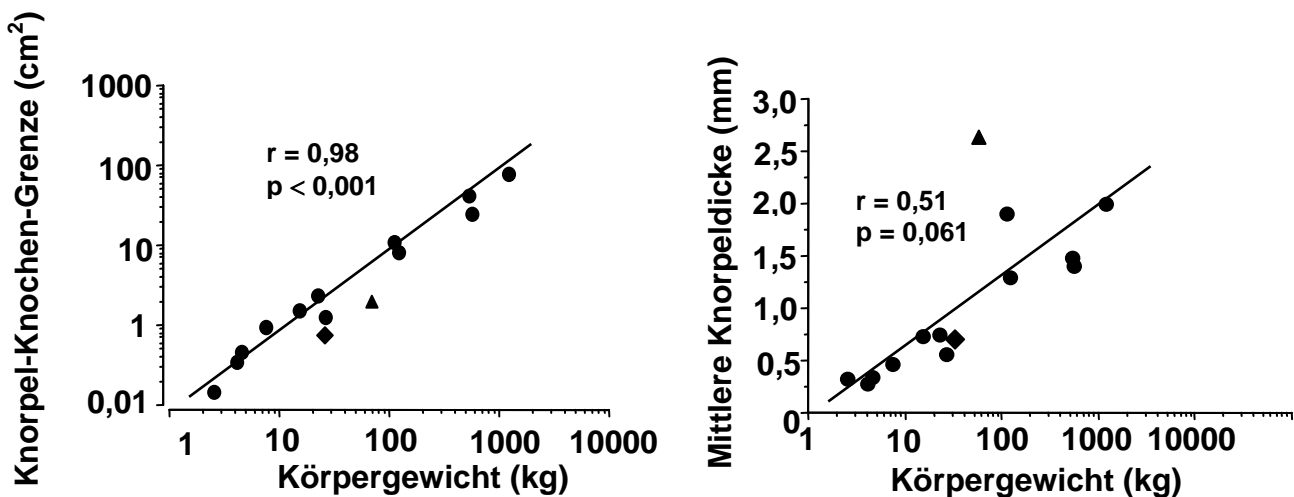 Knorpel-Knochen-Grenze (cm²)
1000
100
10
1
0,01
r = 0,98
p < 0,001
1
10
100
1000
10000
Körpergewicht (kg)
Mittlere Knorpeldicke (mm)
3,0
2,5
2,0
1,5
1,0
0,5
0
r = 0,51
p = 0,061
1
10
100
1000
10000
Körpergewicht (kg)